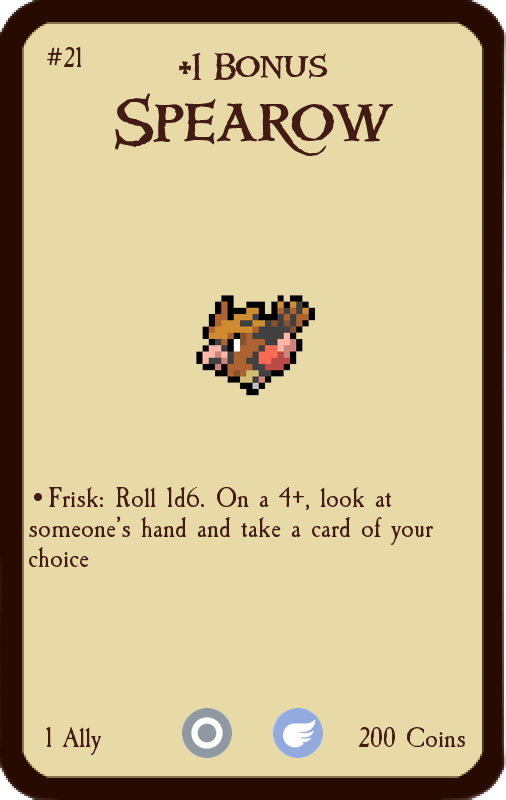 #21
+1 Bonus
Spearow
•Frisk: Roll 1d6. On a 4+, look at
someone's hand and take a card of your
choice
1 Ally
200 Coins